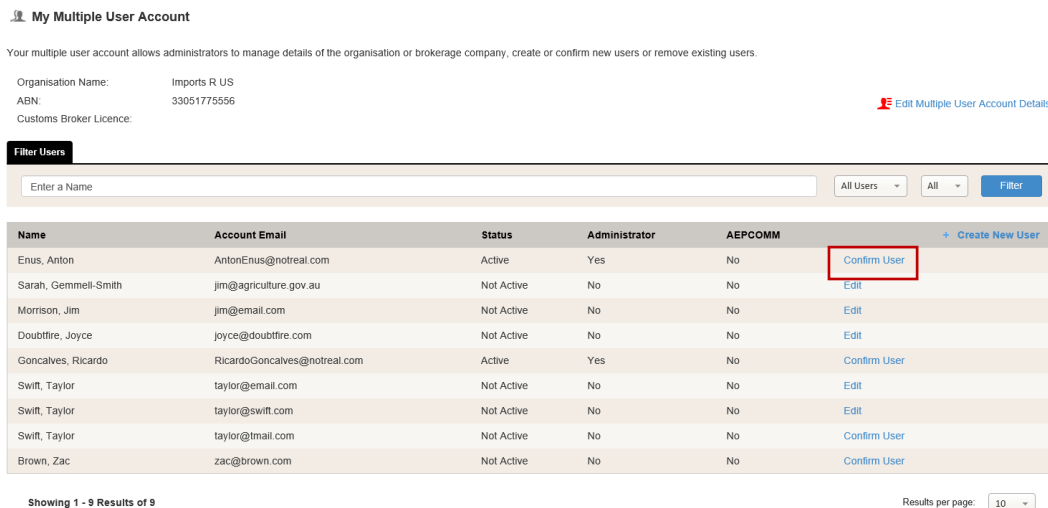 My Multiple User Account
Your multiple user account allows administrators to manage details of the organisation or brokerage company, create or confirm new users or remove existing users.
Organisation Name: Imports R US
ABN: 33051775556
Edit Multiple User Account Details
Customs Broker Licence:
Filter Users
Enter a Name All Users All Filter
Name Account Email Status Administrator AEPCOMM + Create New User
Enus, Anton AntonEnus@notreal.com Active Yes No Confirm User
Sarah, Gemmell-Smith jim@agriculture.gov.au Not Active No No Edit
Morrison, Jim jim@email.com Not Active No No Edit
Doubtfire, Joyce joyce@doubtfire.com Not Active No No Edit
Goncalves, Ricardo RicardoGoncalves@notreal.com Active Yes No Confirm User
Swift, Taylor taylor@email.com Not Active No No Edit
Swift, Taylor taylor@swift.com Not Active No No Edit
Swift, Taylor taylor@tmail.com Not Active No No Confirm User
Brown, Zac zac@brown.com Not Active No No Confirm User
Showing 1 - 9 Results of 9 Results per page: 10